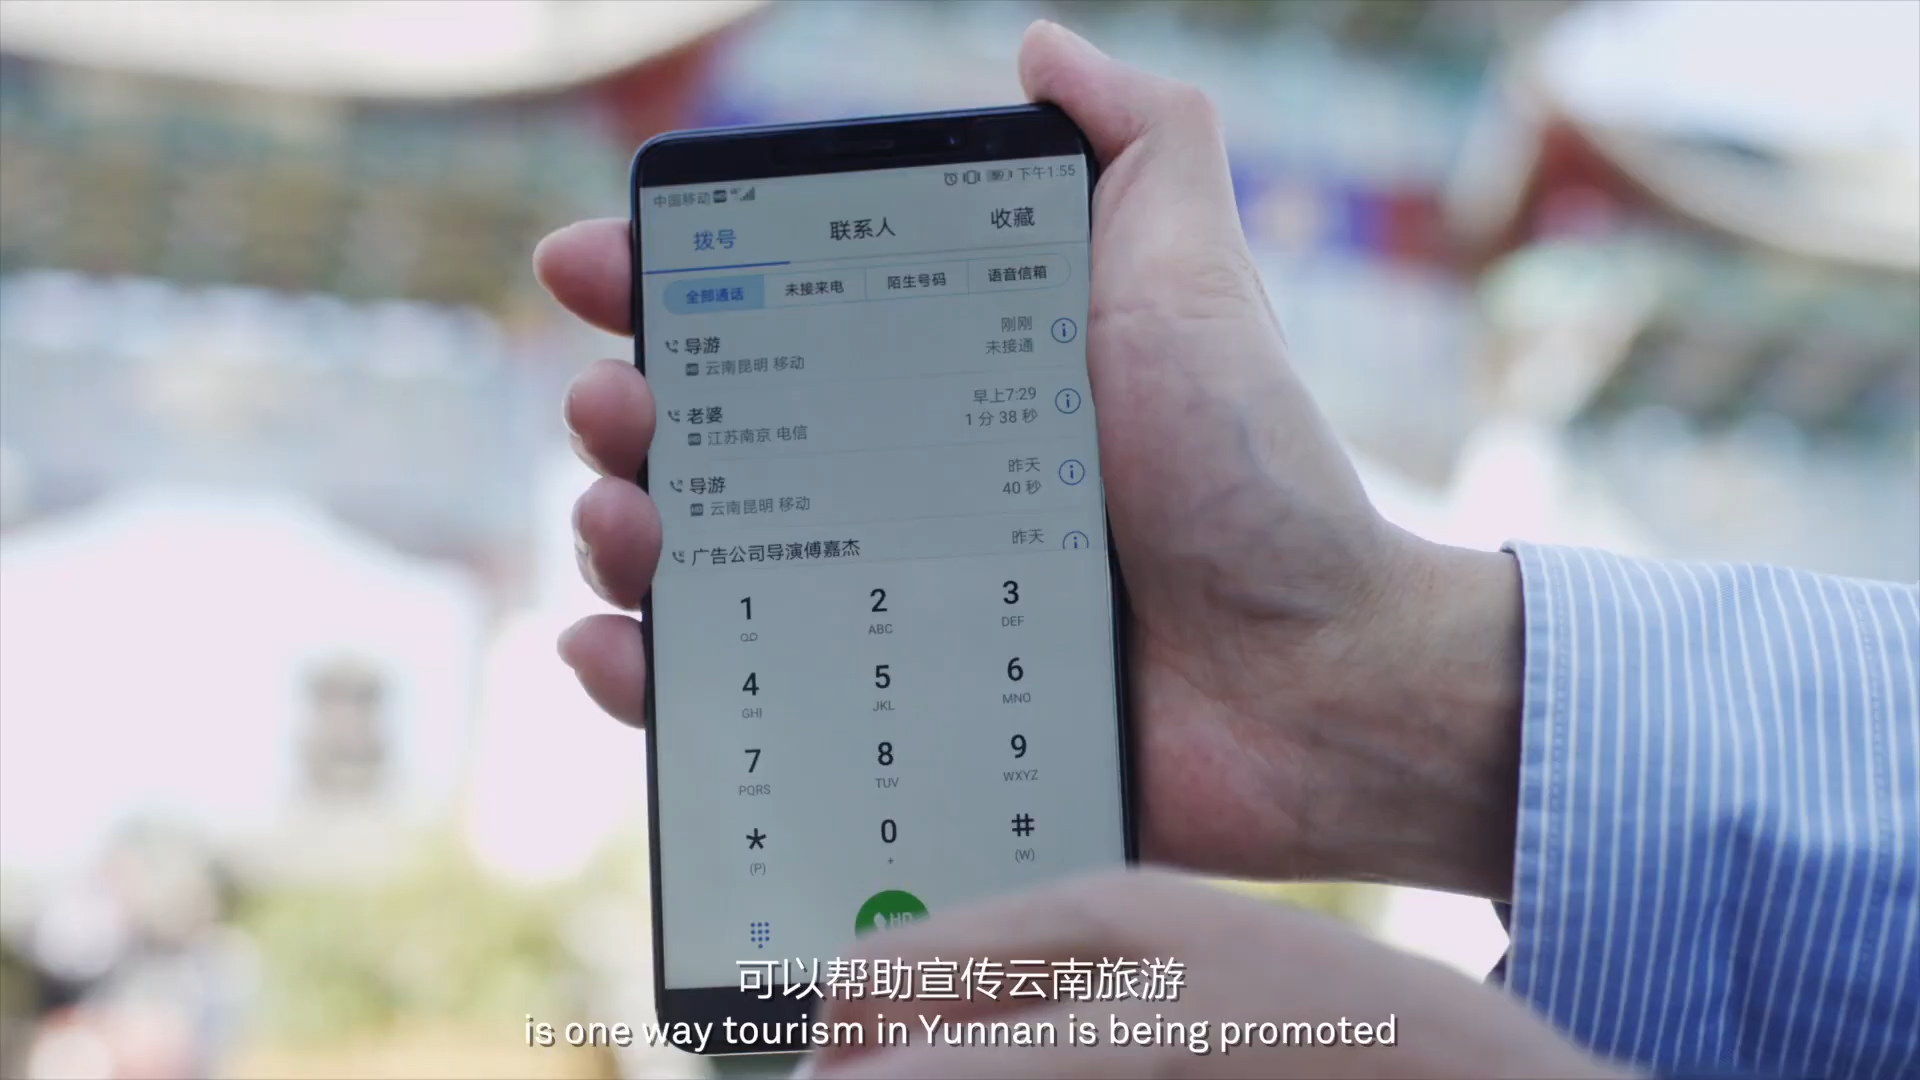 中国移动 下午1:55
拨号 联系人 收藏
全部通话 未接来电 陌生号码 语音信箱
导游 刚刚
云南昆明 移动 未接通
老婆 早上7:29
江苏南京 电信 1 分 38 秒
导游 昨天
云南昆明 移动 40 秒
广告公司导演傅嘉杰 昨天
1 2 3
ABC DEF
4 5 6
GHI JKL MNO
7 8 9
PQRS TUV WXYZ
* 0 #
(P) + (W)
HD
可以帮助宣传云南旅游
is one way tourism in Yunnan is being promoted